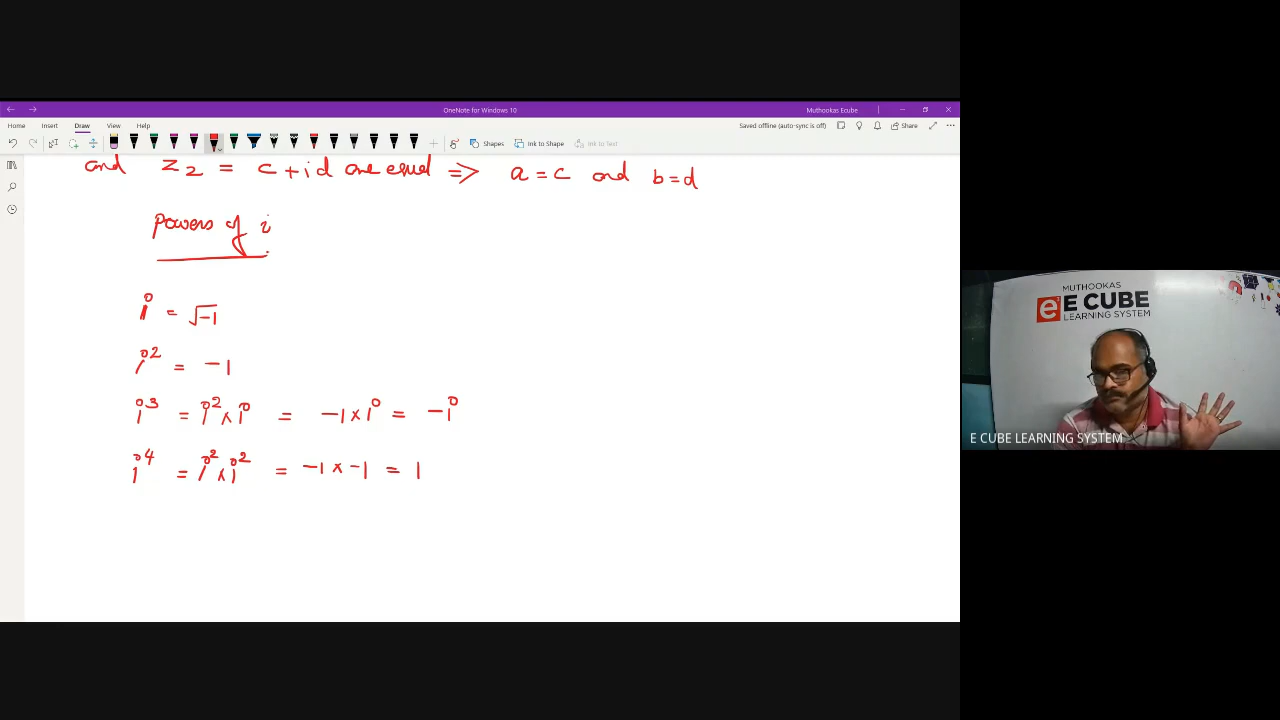 OneNote for Windows 10
Muthookas Ecube
Home Insert Draw View Help
Saved offline (auto-sync is off) Share
Shapes Ink to Shape Ink to Text
and z2 = c + id are equal => a = c and b = d
Powers of i
i = √-1
i² = -1
i³ = i² × i = -1 × i = -i
i⁴ = i² × i² = -1 × -1 = 1
MUTHOOKAS
e³ E CUBE
LEARNING SYSTEM
E CUBE LEARNING SYSTEM